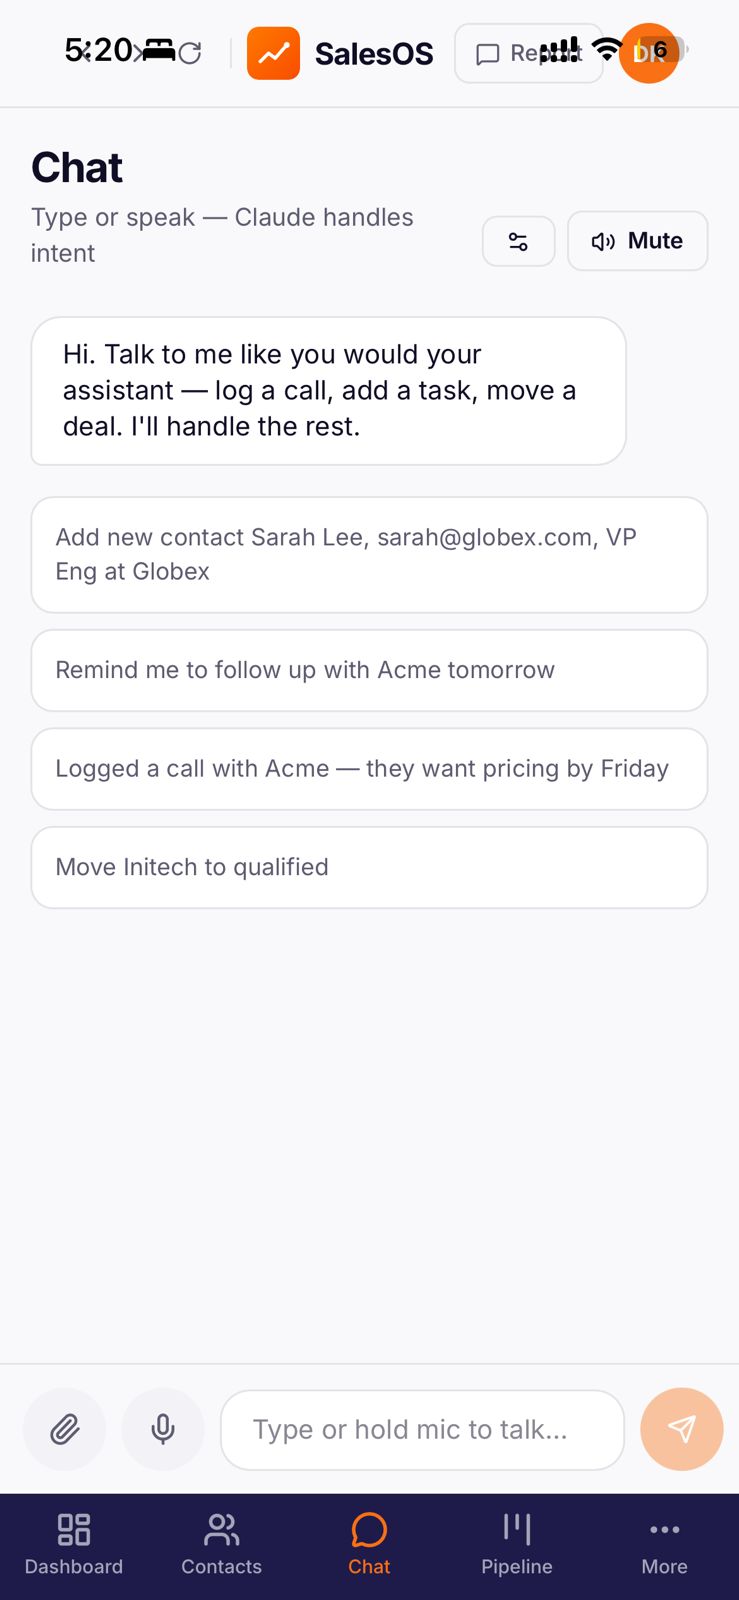 5:20
SalesOS
Report
DR
6
Chat
Type or speak — Claude handles
intent
Mute
Hi. Talk to me like you would your
assistant — log a call, add a task, move a
deal. I'll handle the rest.
Add new contact Sarah Lee, sarah@globex.com, VP
Eng at Globex
Remind me to follow up with Acme tomorrow
Logged a call with Acme — they want pricing by Friday
Move Initech to qualified
Type or hold mic to talk...
Dashboard
Contacts
Chat
Pipeline
More